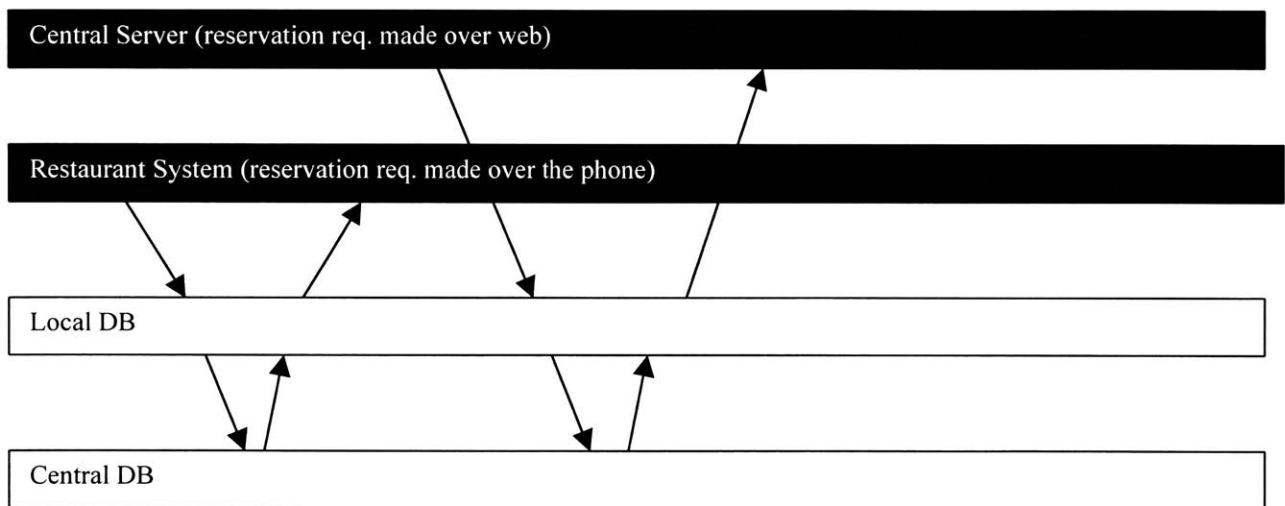 Central Server (reservation req. made over web)
Restaurant System (reservation req. made over the phone)
Local DB
Central DB